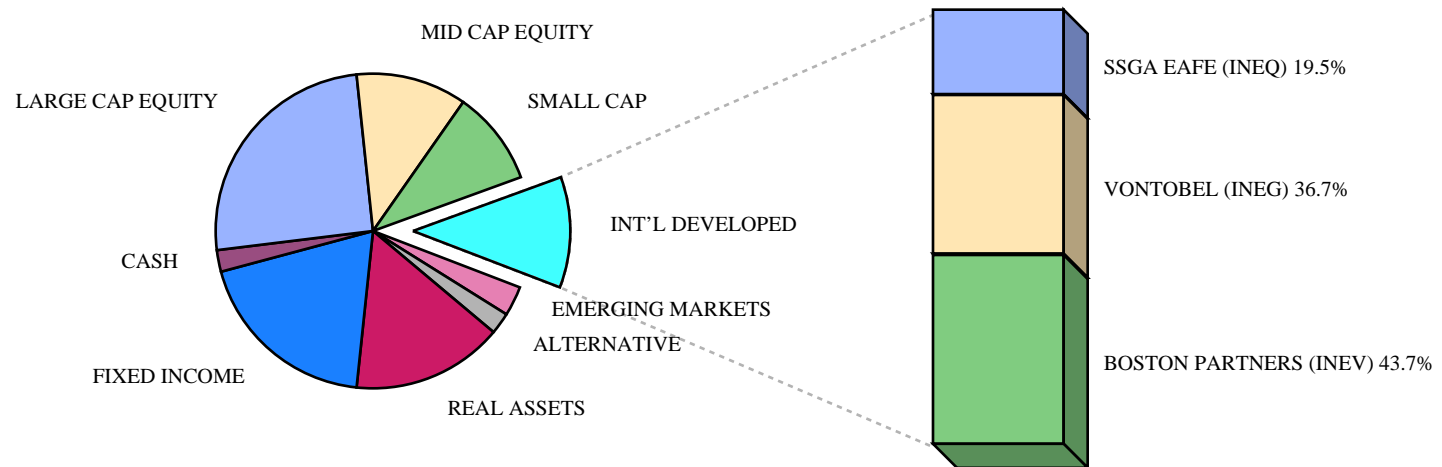 MID CAP EQUITY
LARGE CAP EQUITY
SMALL CAP
INT'L DEVELOPED
CASH
EMERGING MARKETS
ALTERNATIVE
FIXED INCOME
REAL ASSETS
SSGA EAFE (INEQ) 19.5%
VONTOBEL (INEG) 36.7%
BOSTON PARTNERS (INEV) 43.7%